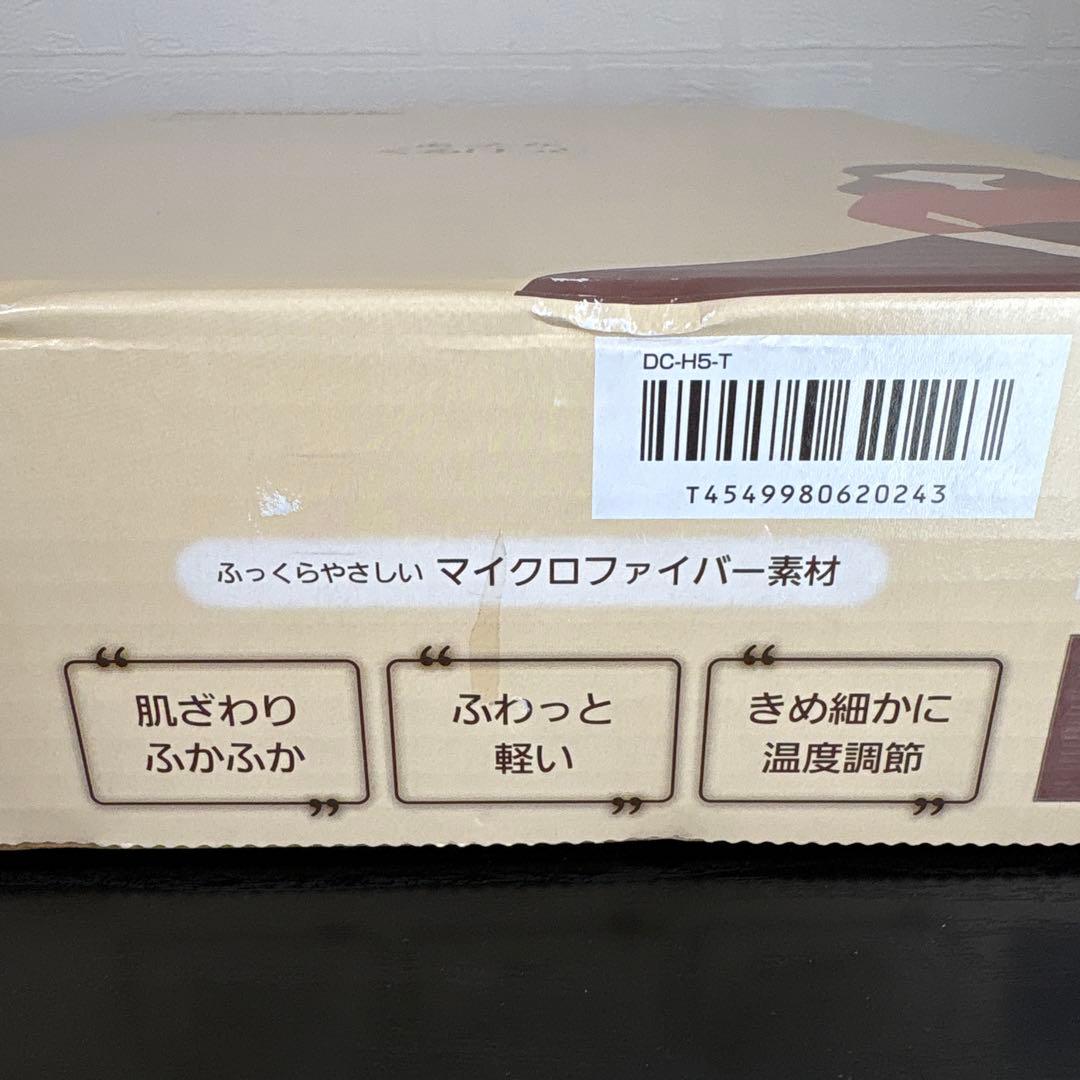 DC-H5-T
T4549980620243
ふっくらやさしい マイクロファイバー素材
肌ざわり
ふかふか
ふわっと
軽い
きめ細かに
温度調節